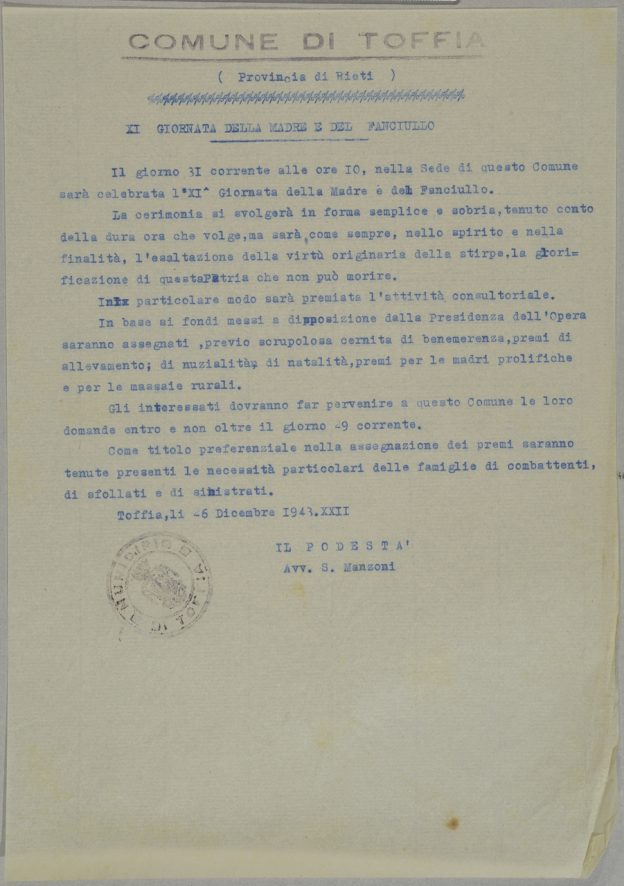 COMUNE DI TOFFIA
( Provincia di Rieti )
XI GIORNATA DELLA MADRE E DEL FANCIULLO
Il giorno 31 corrente alle ore IO, nella Sede di questo Comune
sarà celebrata l'XI^ Giornata della Madre e del Fanciullo.
La cerimonia si svolgerà in forma semplice e sobria,tenuto conto
della dura ora che volge,ma sarà,come sempre, nello spirito e nella
finalità, l'esaltazione della virtù originaria della stirpe,la glori=
ficazione di questaPatria che non può morire.
In particolare modo sarà premiata l'attività consultoriale.
In base ai fondi messi a disposizione dalla Presidenza dell'Opera
saranno assegnati ,previo scrupolosa cernita di benemerenza,premi di
allevamento; di nuzialità, di natalità,premi per le madri prolifiche
e per le massaie rurali.
Gli interessati dovranno far pervenire a questo Comune le loro
domande entro e non oltre il giorno 29 corrente.
Come titolo preferenziale nella assegnazione dei premi saranno
tenute presenti le necessità particolari delle famiglie di combattenti,
di sfollati e di sinistrati.
Toffia,li 26 Dicembre 1943.XXII
IL PODESTA'
Avv. S. Manzoni
MUNICIPIO DI TOFFIA